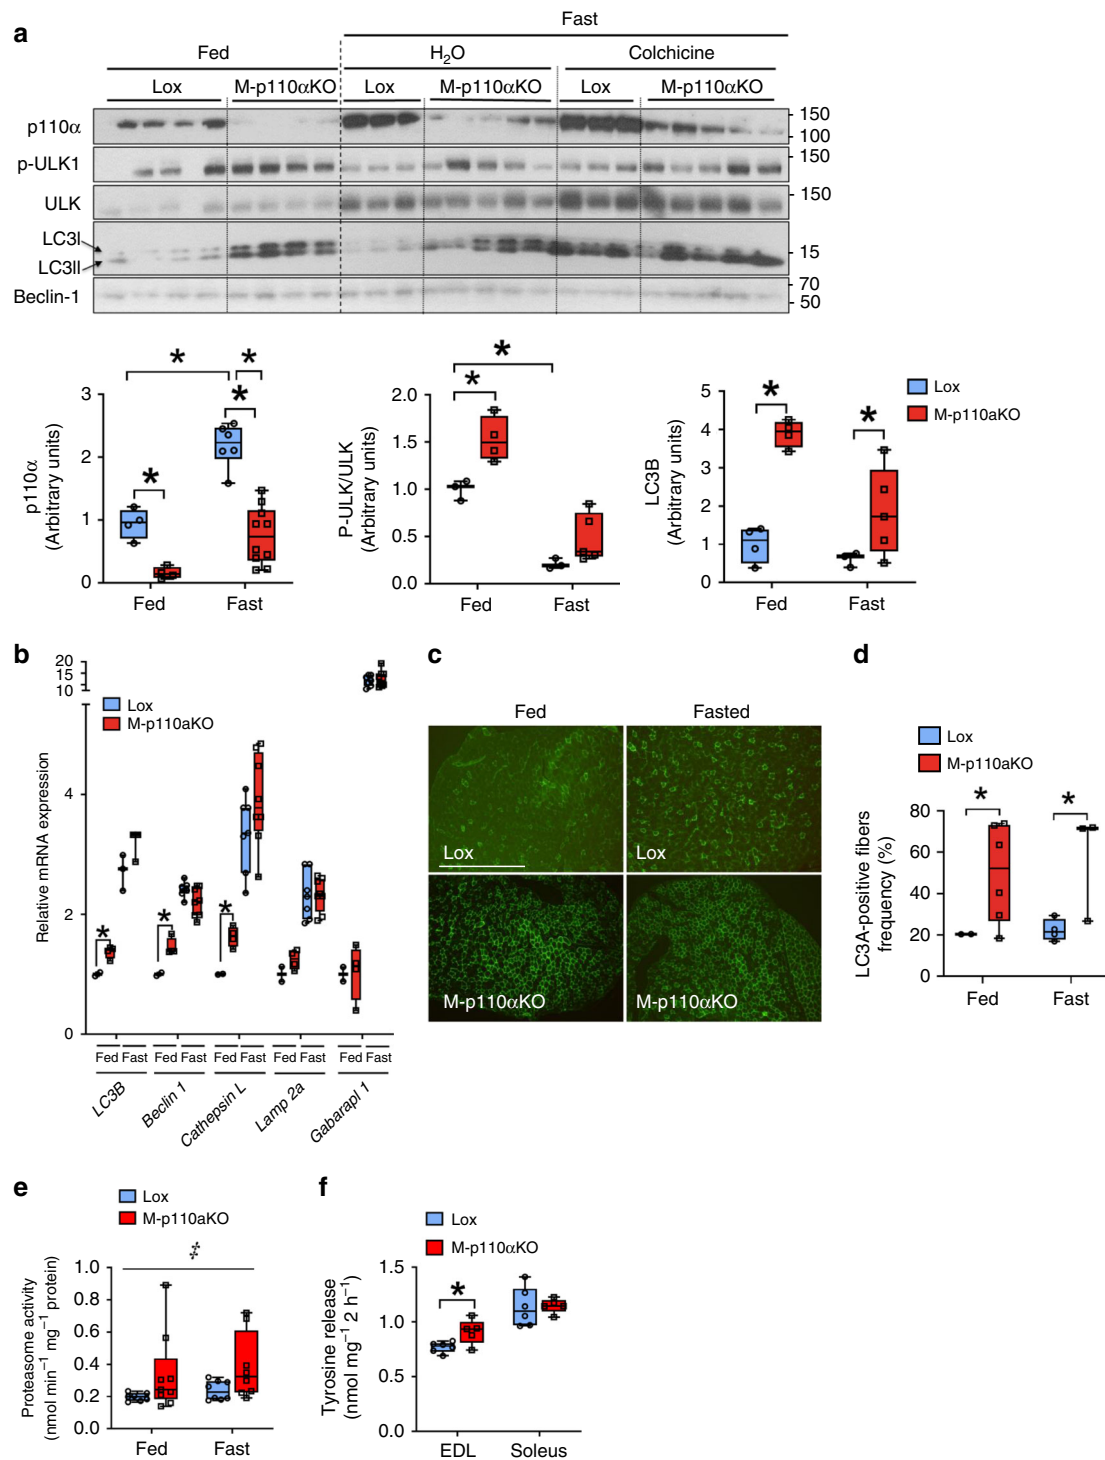 a
Fast
Fed
H₂O
Colchicine
Lox
M-p110αKO
Lox
M-p110αKO
Lox
M-p110αKO
p110α
150
100
p-ULK1
150
ULK
150
LC3I
LC3II
15
Beclin-1
70
50
p110α
(Arbitrary units)
3
2
1
0
*
*
*
*
Fed
Fast
P-ULK/ULK
(Arbitrary units)
2.0
1.5
1.0
0.5
0.0
*
*
Fed
Fast
LC3B
(Arbitrary units)
5
4
3
2
1
0
*
*
Fed
Fast
Lox
M-p110aKO
b
Relative mRNA expression
20
15
10
4
2
0
Lox
M-p110aKO
*
*
*
Fed Fast
Fed Fast
Fed Fast
Fed Fast
Fed Fast
LC3B
Beclin 1
Cathepsin L
Lamp 2a
Gabarapl 1
c
Fed
Fasted
Lox
Lox
M-p110αKO
M-p110αKO
d
Lox
M-p110aKO
LC3A-positive fibers
frequency (%)
80
60
40
20
0
*
*
Fed
Fast
e
Lox
M-p110aKO
Proteasome activity
(nmol min⁻¹ mg⁻¹ protein)
1.0
0.8
0.6
0.4
0.2
0.0
‡
Fed
Fast
f
Lox
M-p110αKO
Tyrosine release
(nmol mg⁻¹ 2 h⁻¹)
1.5
1.0
0.5
0.0
*
EDL
Soleus